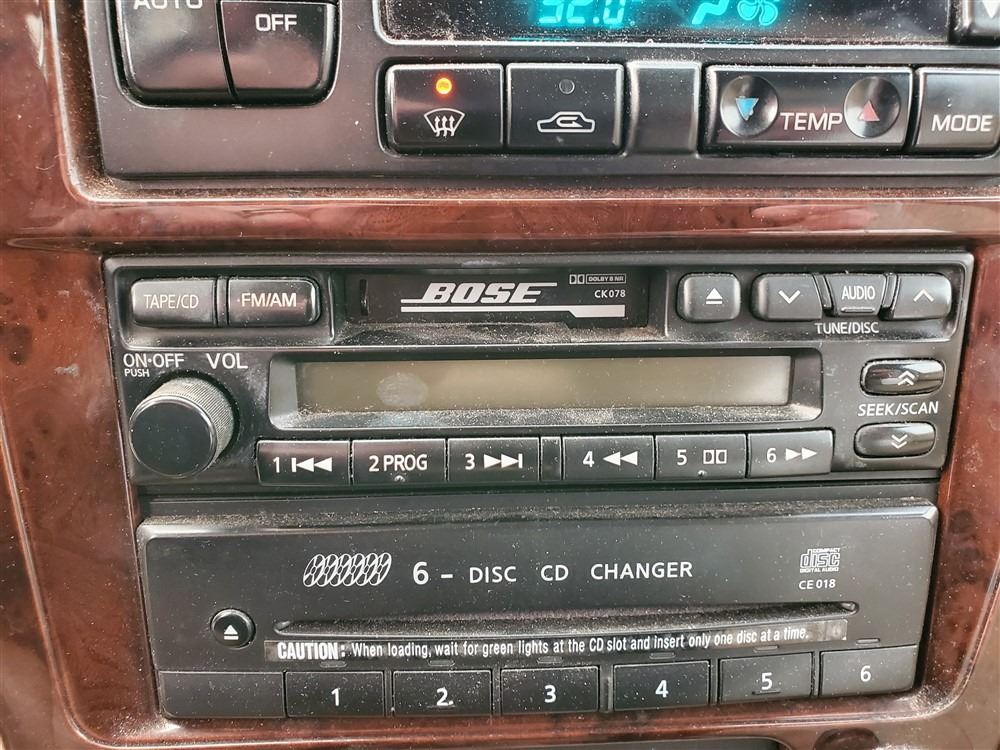 AUTO
OFF
92.0
TEMP
MODE
TAPE/CD
·FM/AM
BOSE
DOLBY B NR
CK078
AUDIO
TUNE/DISC
ON·OFF VOL
PUSH
SEEK/SCAN
1
2 PROG
3
4
5
6
6 - DISC CD CHANGER
COMPACT
disc
DIGITAL AUDIO
CE 018
CAUTION: When loading, wait for green lights at the CD slot and insert only one disc at a time.
1
2
3
4
5
6